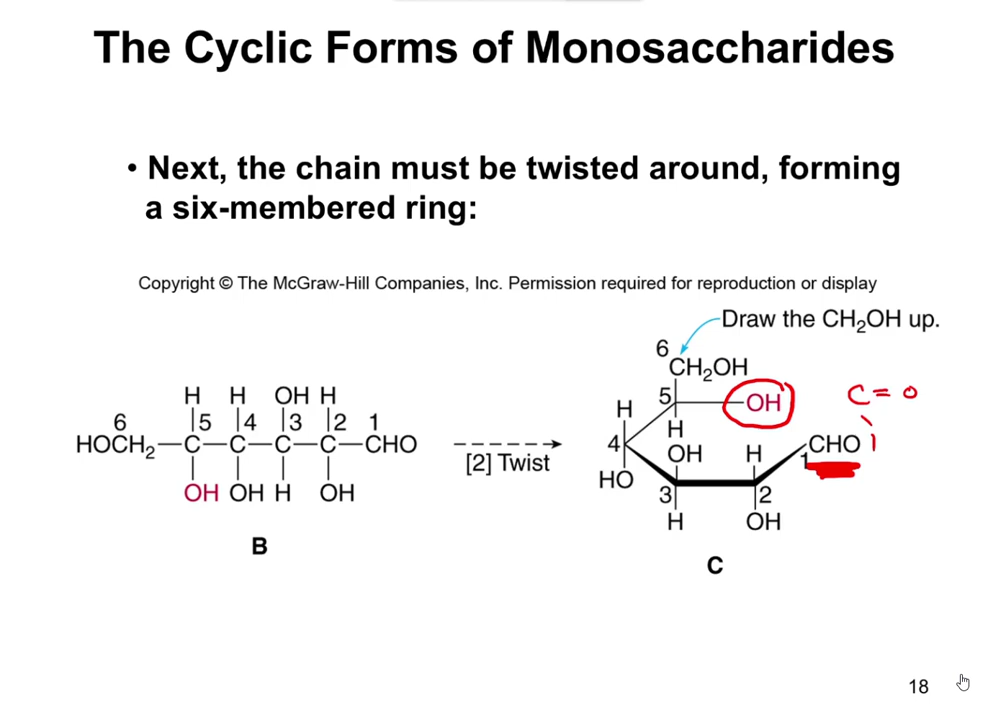 The Cyclic Forms of Monosaccharides
• Next, the chain must be twisted around, forming
a six-membered ring:
Copyright © The McGraw-Hill Companies, Inc. Permission required for reproduction or display
Draw the CH₂OH up.
H H OH H
6 5 4 3 2 1
HOCH₂—C—C—C—C—CHO
OH OH H OH
B
[2] Twist
6
CH₂OH
5 OH
C = O
H H
4 OH H CHO
1
HO
3 2
H OH
C
18